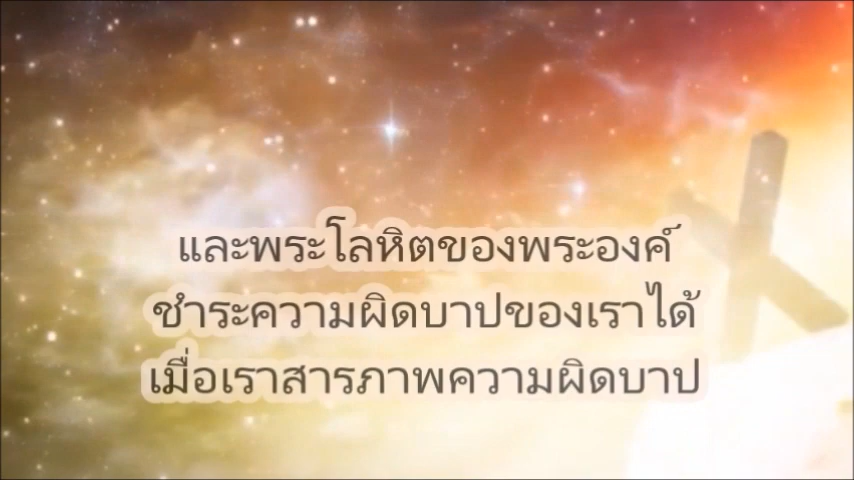 และพระโลหิตของพระองค์
ชำระความผิดบาปของเราได้
เมื่อเราสารภาพความผิดบาป